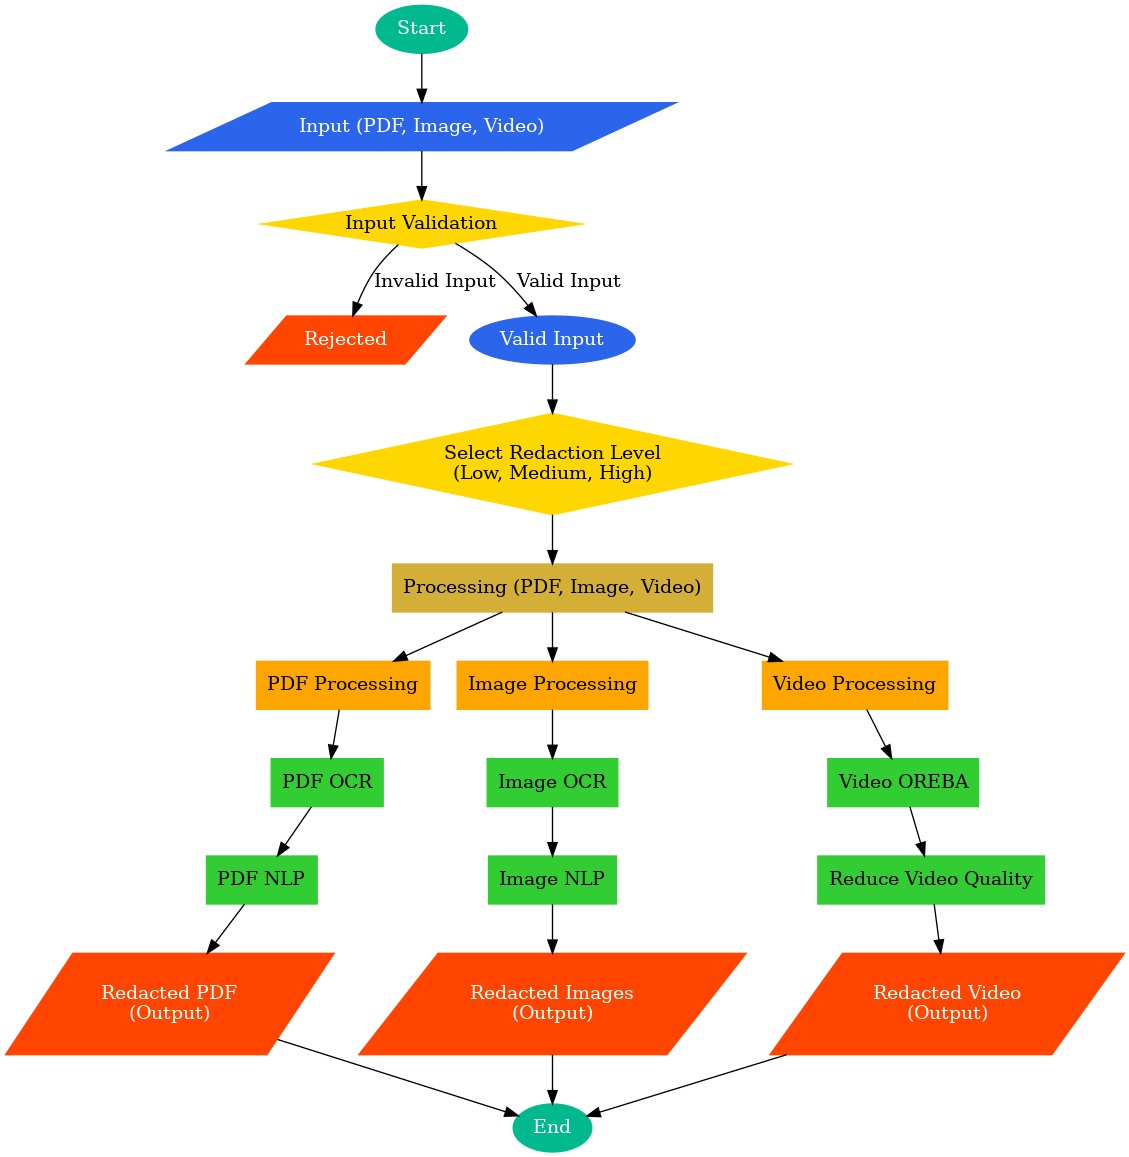 Start
Input (PDF, Image, Video)
Input Validation
Invalid Input
Valid Input
Rejected
Valid Input
Select Redaction Level
(Low, Medium, High)
Processing (PDF, Image, Video)
PDF Processing
Image Processing
Video Processing
PDF OCR
Image OCR
Video OREBA
PDF NLP
Image NLP
Reduce Video Quality
Redacted PDF
(Output)
Redacted Images
(Output)
Redacted Video
(Output)
End